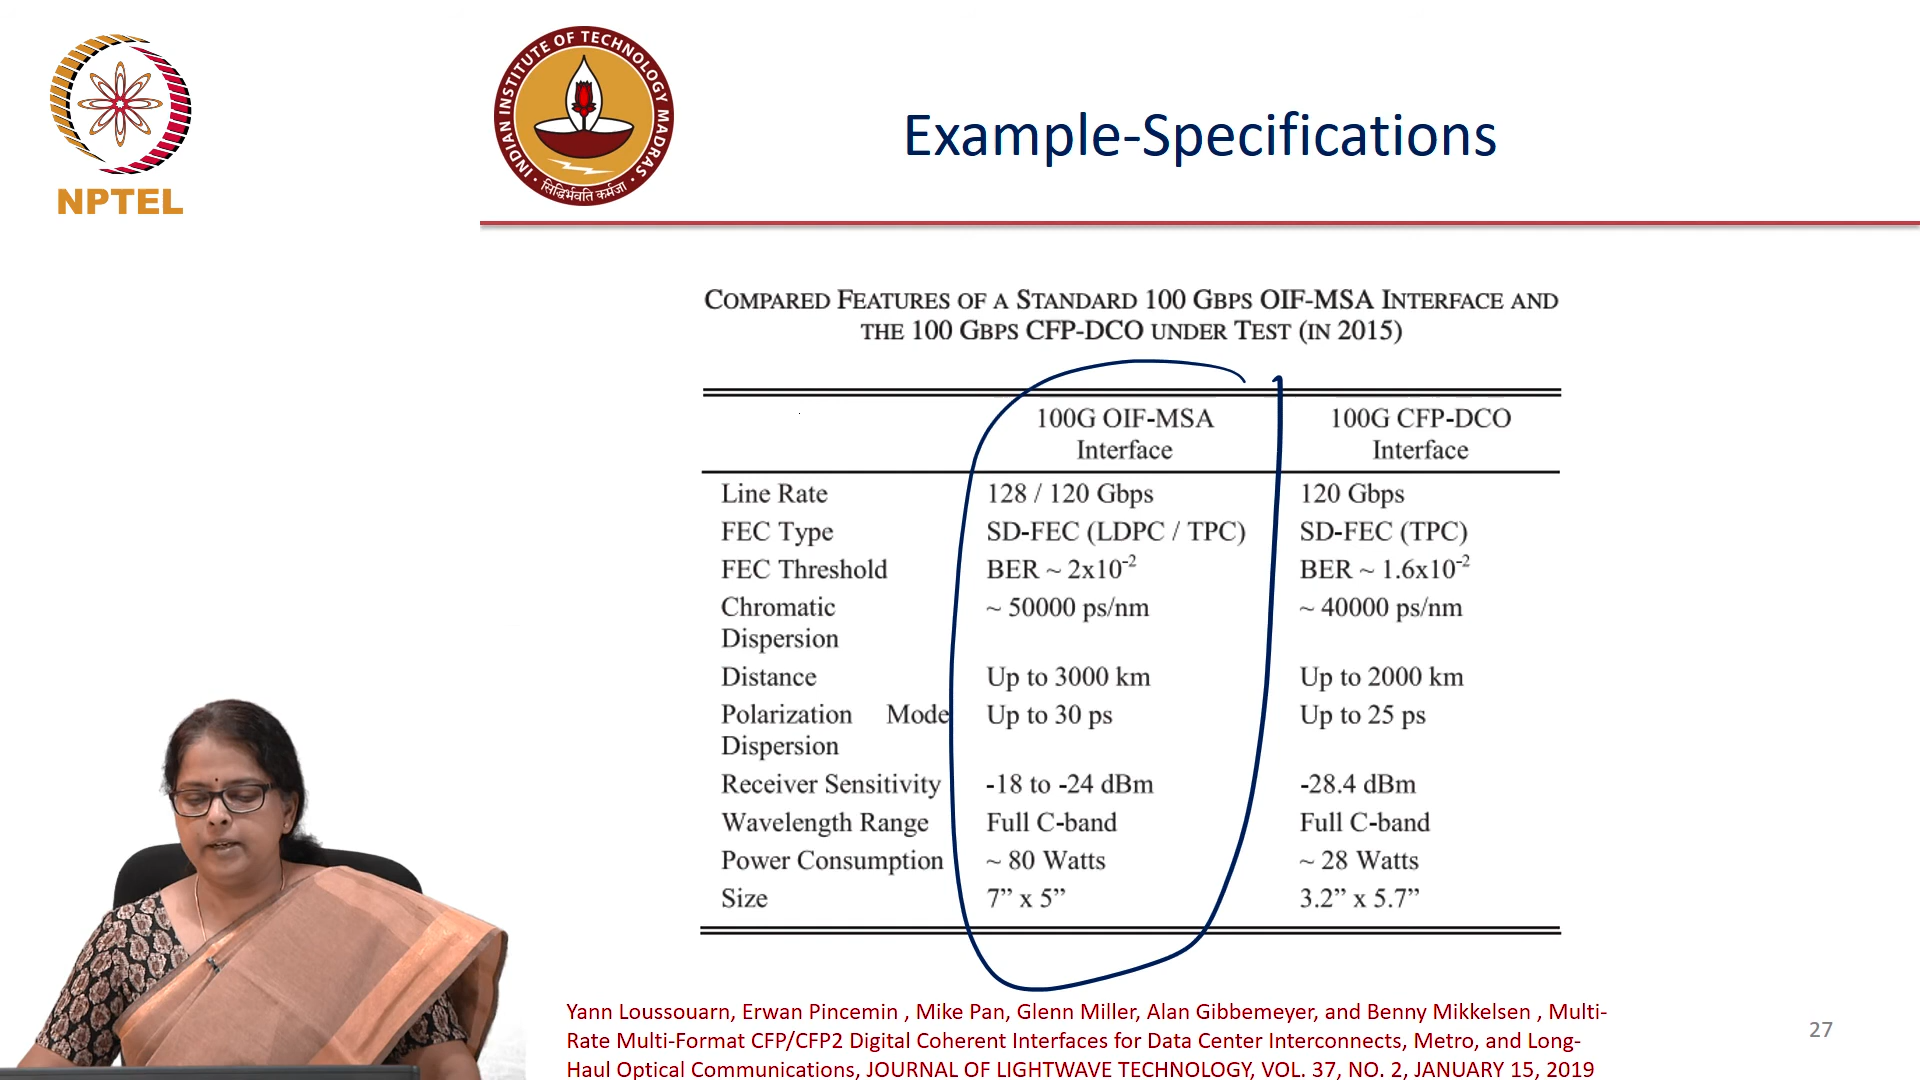 NPTEL
INDIAN INSTITUTE OF TECHNOLOGY MADRAS
सिद्धिर्भवति कर्मजा
Example-Specifications
COMPARED FEATURES OF A STANDARD 100 GBPS OIF-MSA INTERFACE AND
THE 100 GBPS CFP-DCO UNDER TEST (IN 2015)
100G OIF-MSA Interface 100G CFP-DCO Interface
Line Rate 128 / 120 Gbps 120 Gbps
FEC Type SD-FEC (LDPC / TPC) SD-FEC (TPC)
FEC Threshold BER ~ 2x10⁻² BER ~ 1.6x10⁻²
Chromatic Dispersion ~ 50000 ps/nm ~ 40000 ps/nm
Distance Up to 3000 km Up to 2000 km
Polarization Mode Dispersion Up to 30 ps Up to 25 ps
Receiver Sensitivity -18 to -24 dBm -28.4 dBm
Wavelength Range Full C-band Full C-band
Power Consumption ~ 80 Watts ~ 28 Watts
Size 7” x 5” 3.2” x 5.7”
Yann Loussouarn, Erwan Pincemin , Mike Pan, Glenn Miller, Alan Gibbemeyer, and Benny Mikkelsen , Multi-
Rate Multi-Format CFP/CFP2 Digital Coherent Interfaces for Data Center Interconnects, Metro, and Long-
Haul Optical Communications, JOURNAL OF LIGHTWAVE TECHNOLOGY, VOL. 37, NO. 2, JANUARY 15, 2019
27